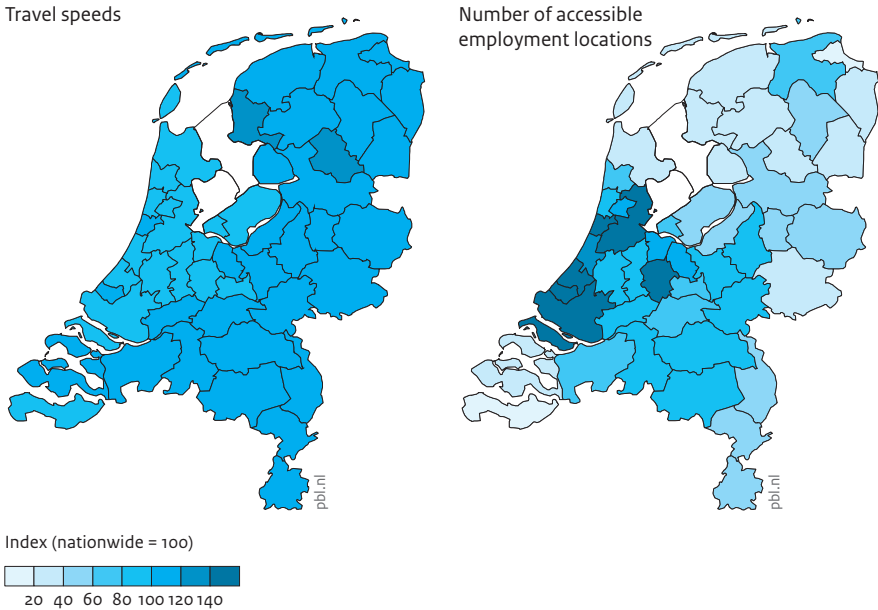 Travel speeds
Number of accessible
employment locations
pbl.nl
pbl.nl
Index (nationwide = 100)
20 40 60 80 100 120 140